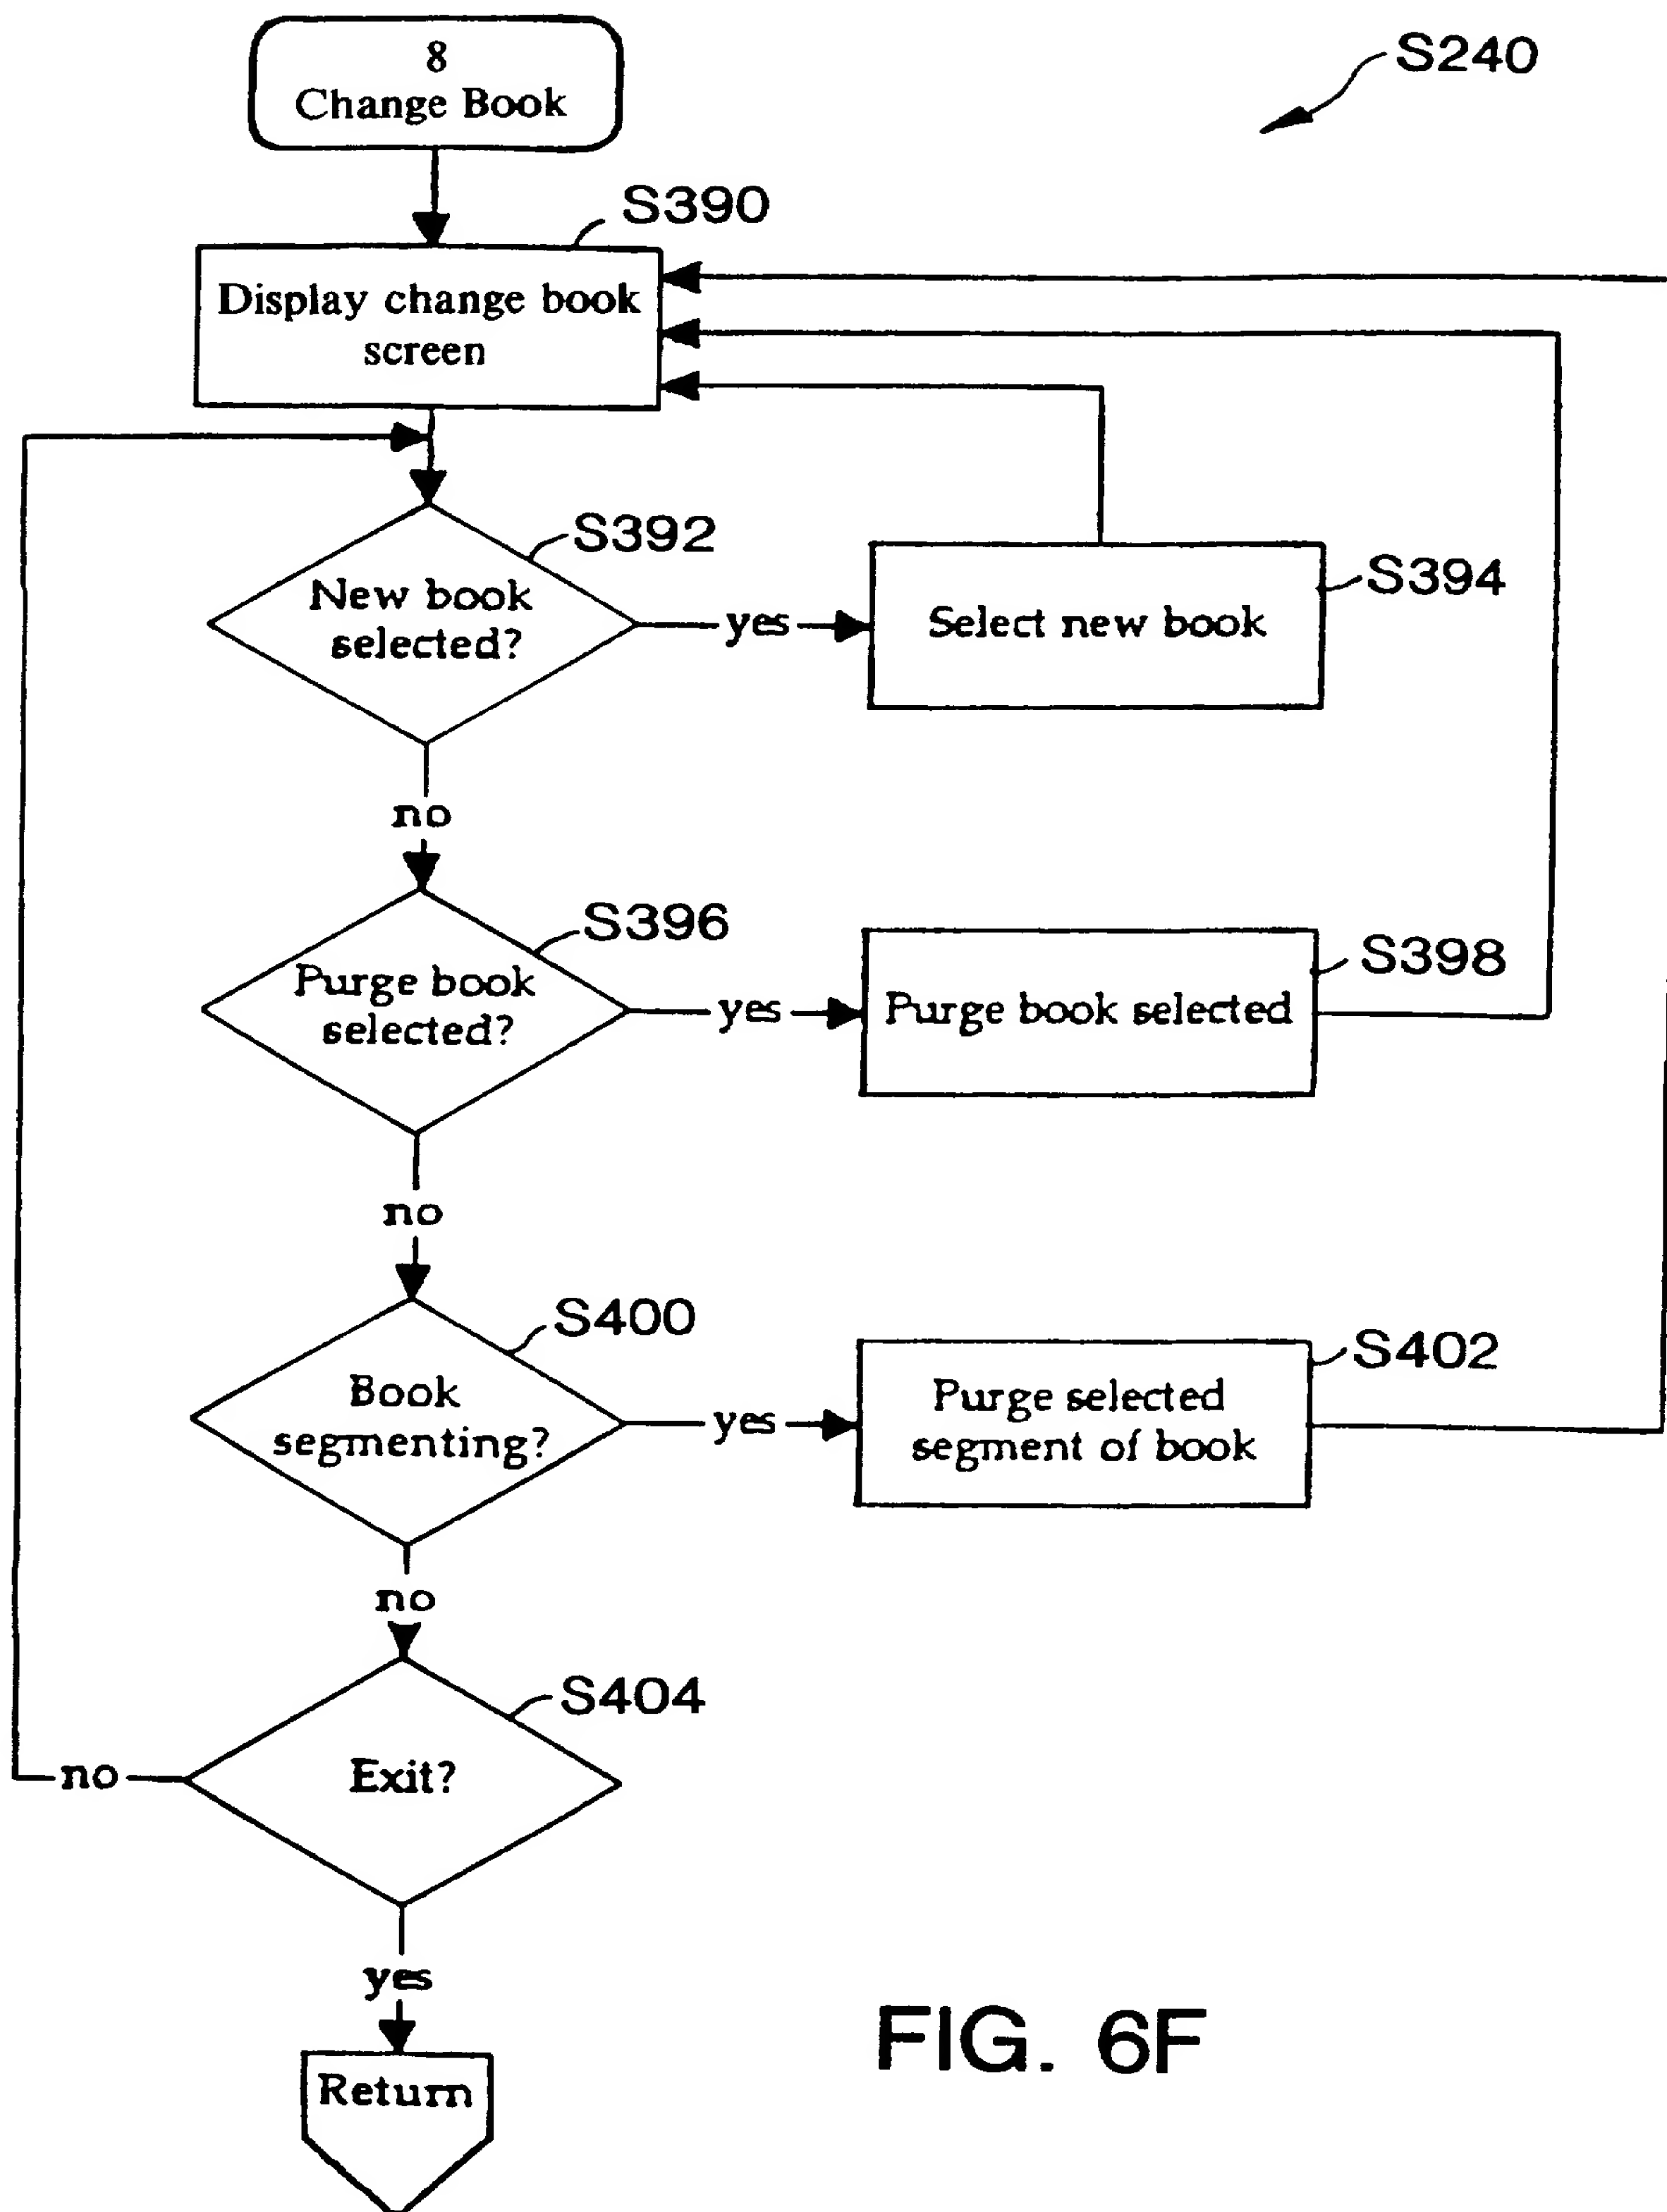 8
Change Book
S240
S390
Display change book
screen
S392
New book
selected?
yes
S394
Select new book
no
S396
Purge book
selected?
yes
S398
Purge book selected
no
S400
Book
segmenting?
yes
S402
Purge selected
segment of book
no
S404
Exit?
no
yes
Return
FIG. 6F